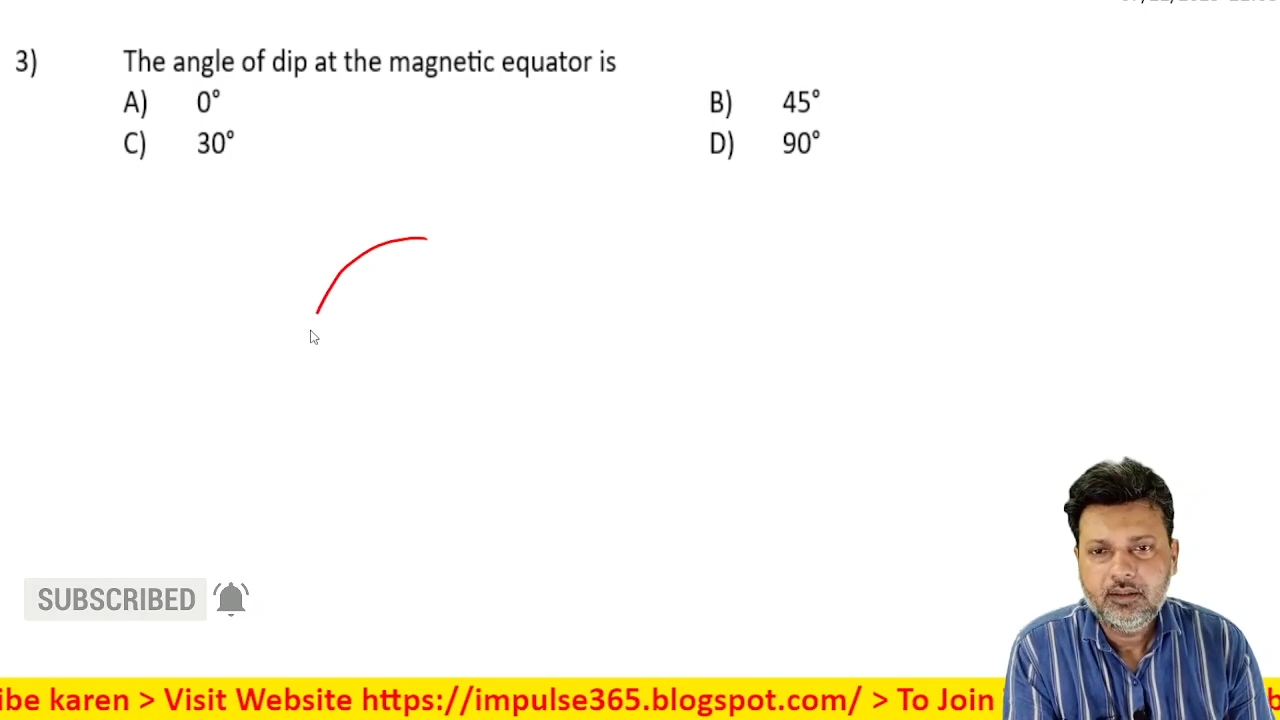 3) The angle of dip at the magnetic equator is
A) 0° B) 45°
C) 30° D) 90°
SUBSCRIBED
ibe karen > Visit Website https://impulse365.blogspot.com/ > To Join